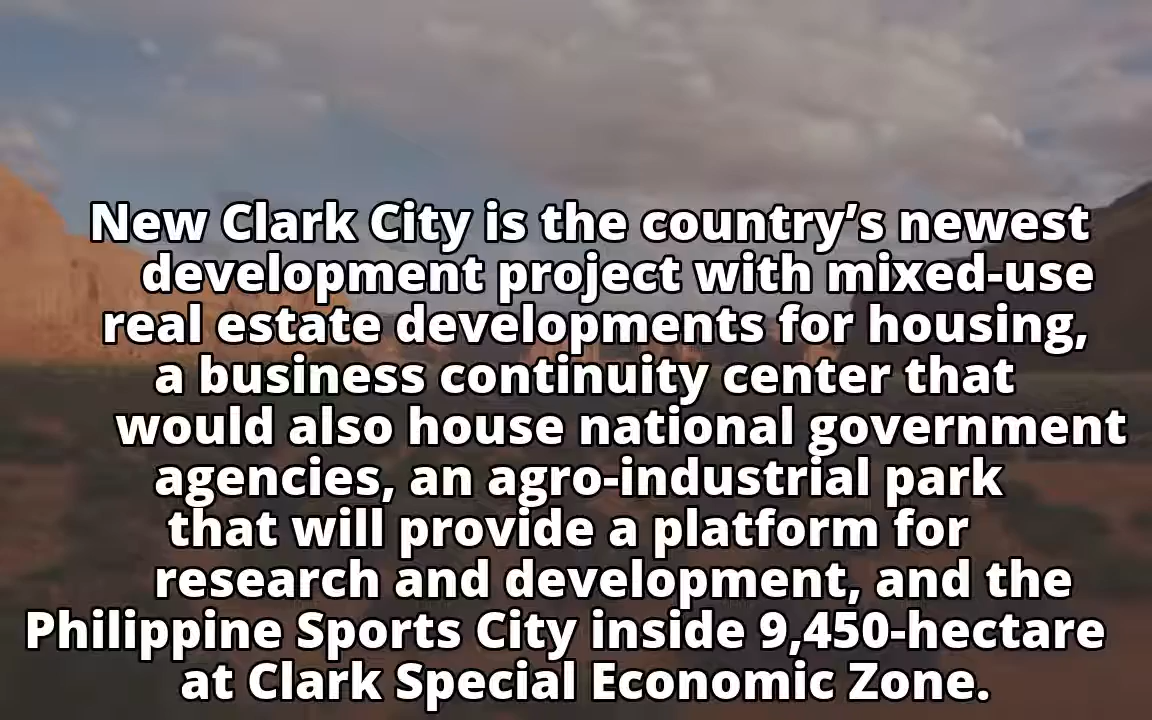 New Clark City is the country’s newest
development project with mixed-use
real estate developments for housing,
a business continuity center that
would also house national government
agencies, an agro-industrial park
that will provide a platform for
research and development, and the
Philippine Sports City inside 9,450-hectare
at Clark Special Economic Zone.